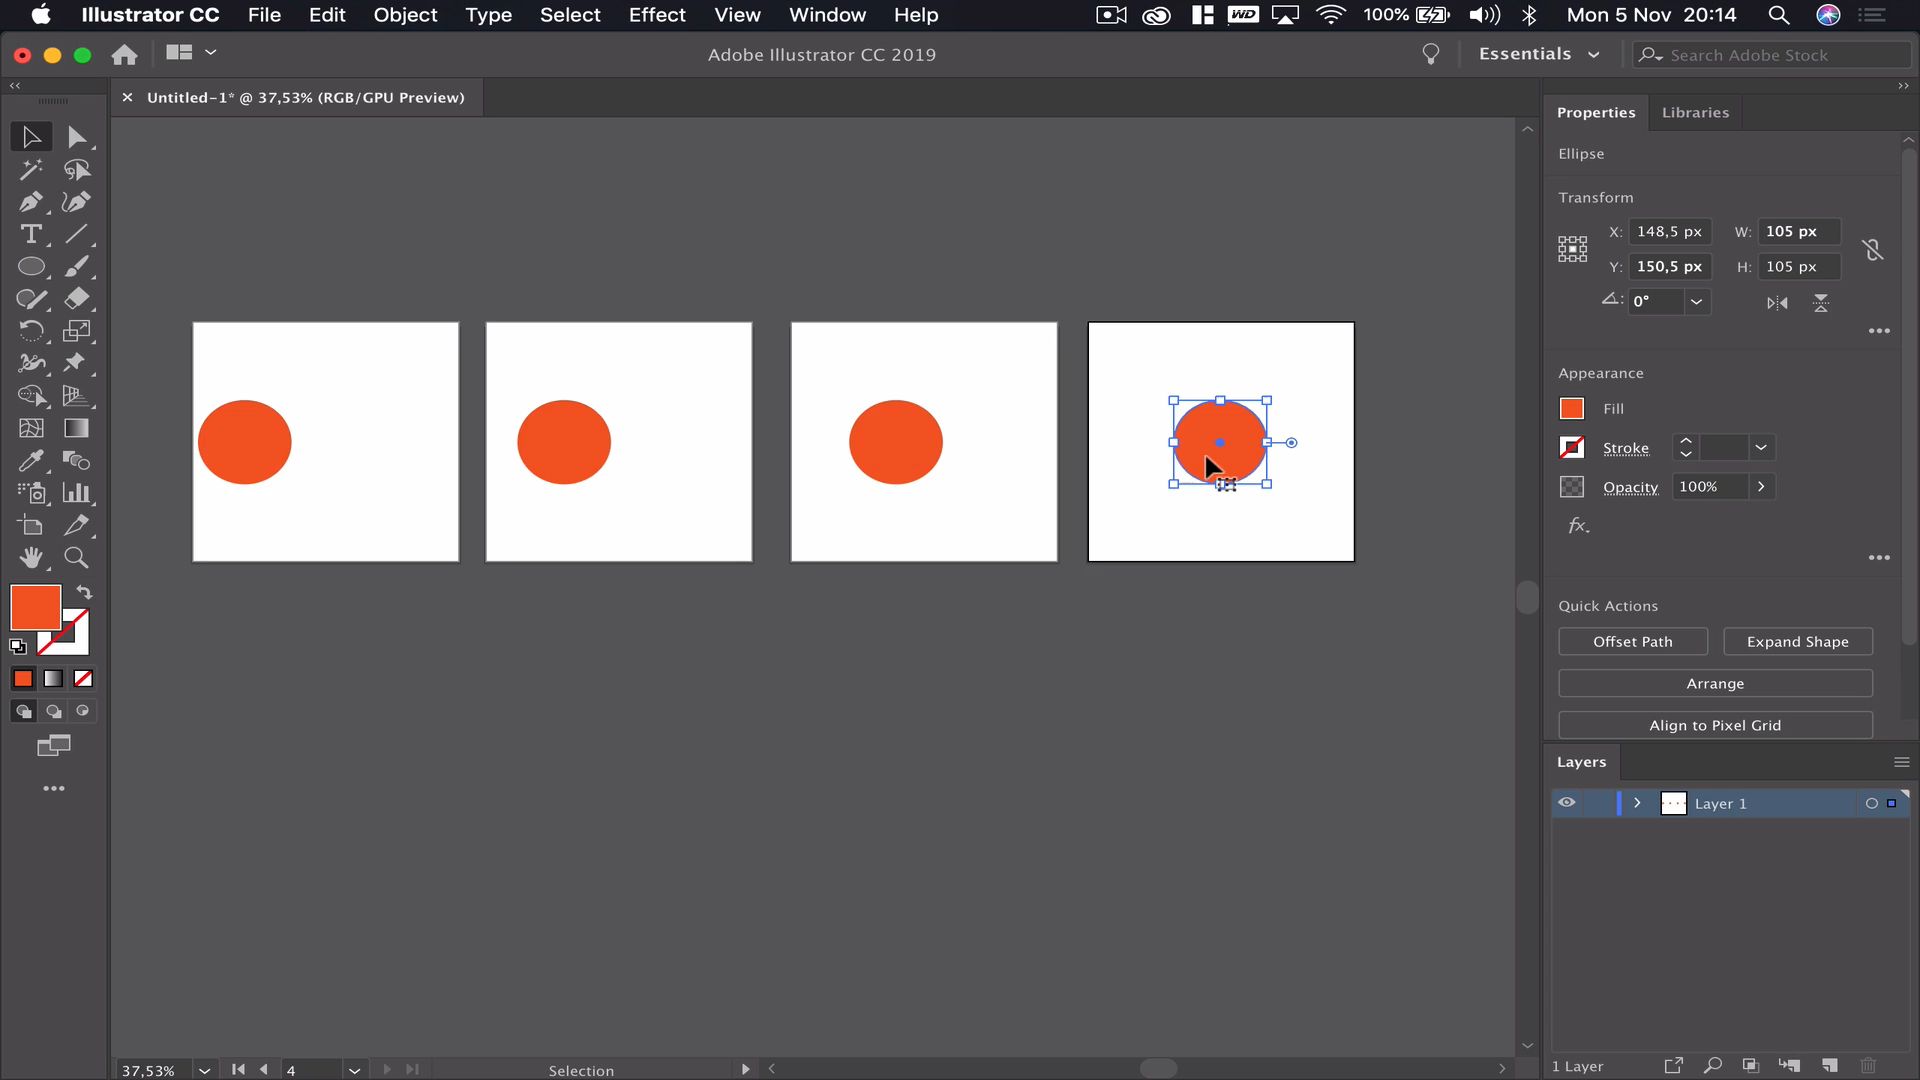 Illustrator CC File Edit Object Type Select Effect View Window Help WD 100% Mon 5 Nov 20:14
Adobe Illustrator CC 2019 Essentials Search Adobe Stock
Untitled-1* @ 37,53% (RGB/GPU Preview)
Properties Libraries
Ellipse
Transform
X: 148,5 px W: 105 px
Y: 150,5 px H: 105 px
0°
Appearance
Fill
Stroke
Opacity 100%
fx.
Quick Actions
Offset Path Expand Shape
Arrange
Align to Pixel Grid
Layers
Layer 1
1 Layer
37,53% 4 Selection